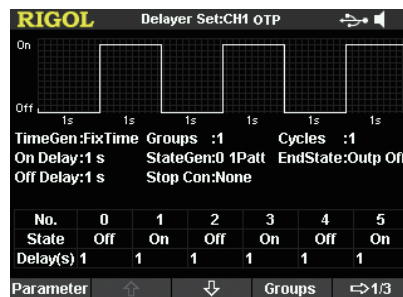 RIGOL Delayer Set:CH1 OTP
On
Off
1s 1s 1s 1s 1s 1s
TimeGen:FixTime Groups :1 Cycles :1
On Delay:1 s StateGen:0 1Patt EndState:Outp Off
Off Delay:1 s Stop Con:None
No. 0 1 2 3 4 5
State Off On Off On Off On
Delay(s) 1 1 1 1 1 1
Parameter Groups 1/3